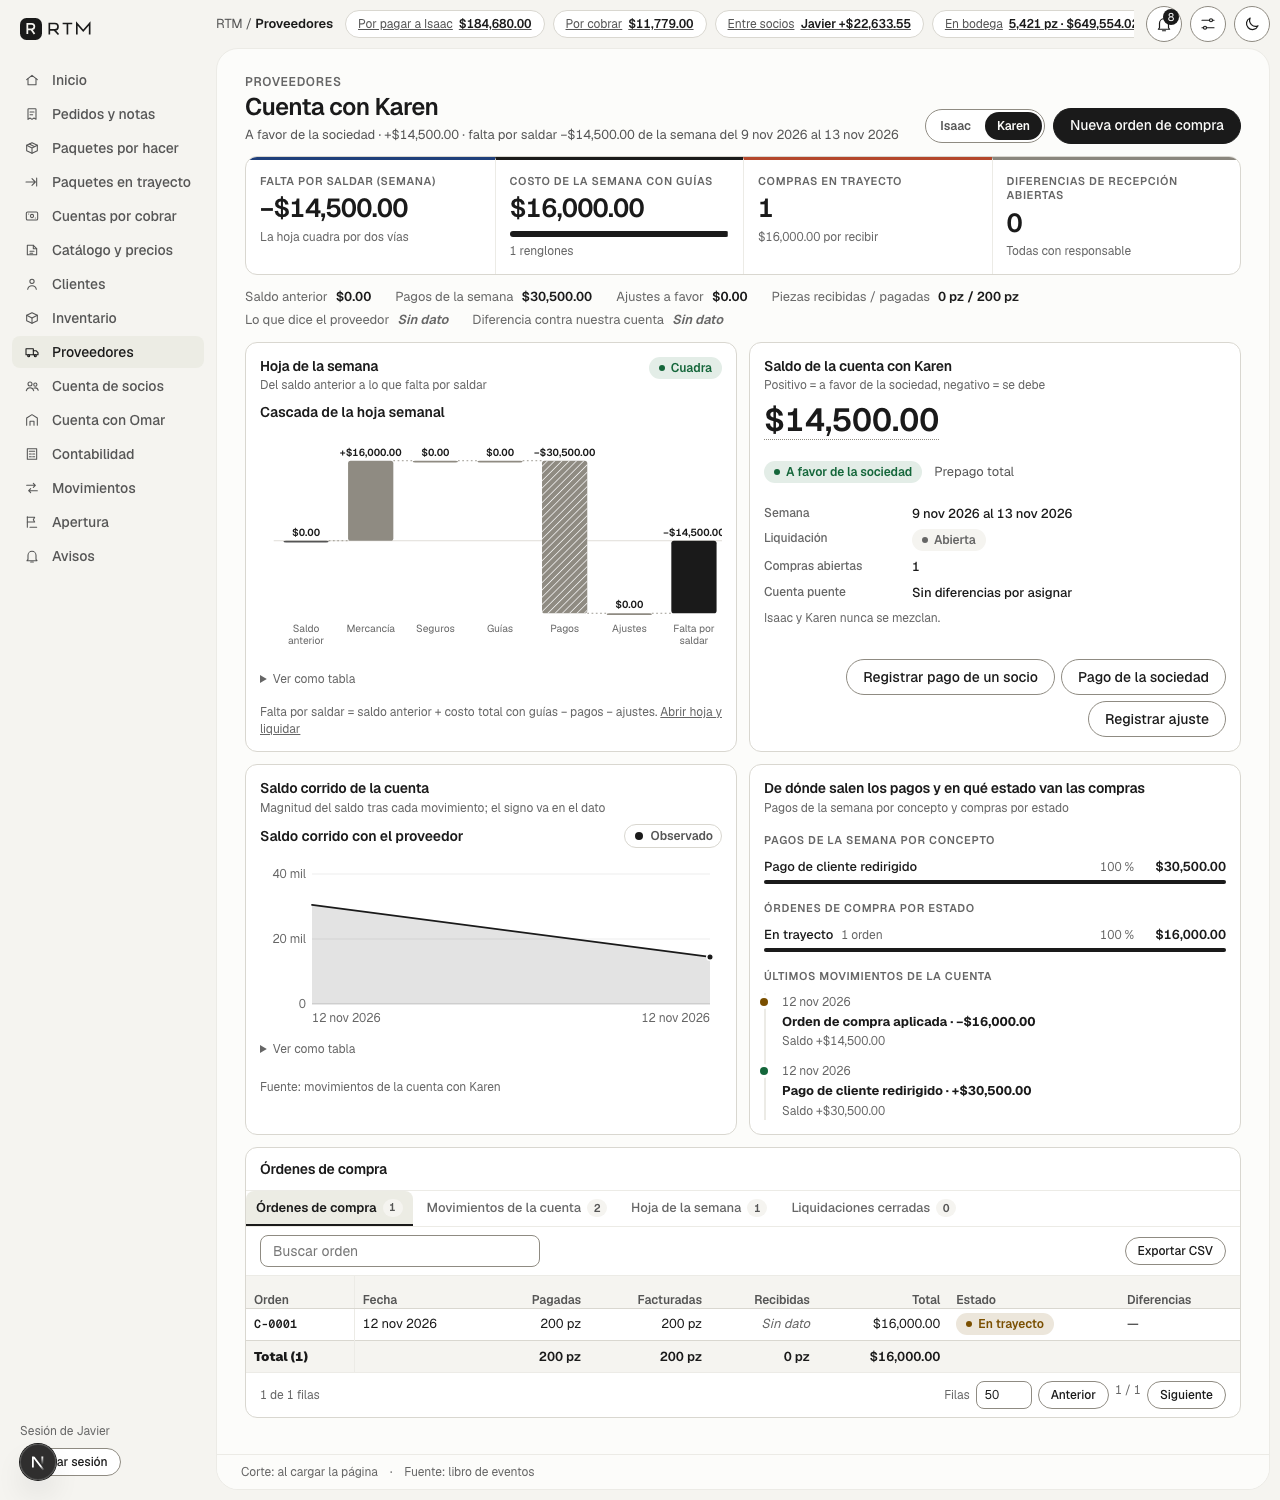 R RTM
RTM / Proveedores
Por pagar a Isaac $184,680.00
Por cobrar $11,779.00
Entre socios Javier +$22,633.55
En bodega 5,421 pz · $649,554.02
8
Inicio
Pedidos y notas
Paquetes por hacer
Paquetes en trayecto
Cuentas por cobrar
Catálogo y precios
Clientes
Inventario
Proveedores
Cuenta de socios
Cuenta con Omar
Contabilidad
Movimientos
Apertura
Avisos
Sesión de Javier
N
ar sesión
PROVEEDORES
Cuenta con Karen
A favor de la sociedad · +$14,500.00 · falta por saldar −$14,500.00 de la semana del 9 nov 2026 al 13 nov 2026
Isaac Karen
Nueva orden de compra
FALTA POR SALDAR (SEMANA)
−$14,500.00
La hoja cuadra por dos vías
COSTO DE LA SEMANA CON GUÍAS
$16,000.00
1 renglones
COMPRAS EN TRAYECTO
1
$16,000.00 por recibir
DIFERENCIAS DE RECEPCIÓN
ABIERTAS
0
Todas con responsable
Saldo anterior $0.00 Pagos de la semana $30,500.00 Ajustes a favor $0.00 Piezas recibidas / pagadas 0 pz / 200 pz
Lo que dice el proveedor Sin dato Diferencia contra nuestra cuenta Sin dato
Hoja de la semana
Cuadra
Del saldo anterior a lo que falta por saldar
Cascada de la hoja semanal
+$16,000.00 $0.00 $0.00 −$30,500.00
$0.00 −$14,500.00
$0.00
Saldo anterior
Mercancía
Seguros
Guías
Pagos
Ajustes
Falta por saldar
Ver como tabla
Falta por saldar = saldo anterior + costo total con guías − pagos − ajustes. Abrir hoja y
liquidar
Saldo de la cuenta con Karen
Positivo = a favor de la sociedad, negativo = se debe
$14,500.00
A favor de la sociedad Prepago total
Semana 9 nov 2026 al 13 nov 2026
Liquidación Abierta
Compras abiertas 1
Cuenta puente Sin diferencias por asignar
Isaac y Karen nunca se mezclan.
Registrar pago de un socio
Pago de la sociedad
Registrar ajuste
Saldo corrido de la cuenta
Magnitud del saldo tras cada movimiento; el signo va en el dato
Saldo corrido con el proveedor
Observado
40 mil
20 mil
0
12 nov 2026 12 nov 2026
Ver como tabla
Fuente: movimientos de la cuenta con Karen
De dónde salen los pagos y en qué estado van las compras
Pagos de la semana por concepto y compras por estado
PAGOS DE LA SEMANA POR CONCEPTO
Pago de cliente redirigido 100 % $30,500.00
ÓRDENES DE COMPRA POR ESTADO
En trayecto 1 orden 100 % $16,000.00
ÚLTIMOS MOVIMIENTOS DE LA CUENTA
12 nov 2026
Orden de compra aplicada · −$16,000.00
Saldo +$14,500.00
12 nov 2026
Pago de cliente redirigido · +$30,500.00
Saldo +$30,500.00
Órdenes de compra
Órdenes de compra 1 Movimientos de la cuenta 2 Hoja de la semana 1 Liquidaciones cerradas 0
Buscar orden
Exportar CSV
Orden Fecha Pagadas Facturadas Recibidas Total Estado Diferencias
C-0001 12 nov 2026 200 pz 200 pz Sin dato $16,000.00 En trayecto —
Total (1) 200 pz 200 pz 0 pz $16,000.00
1 de 1 filas
Filas 50 Anterior 1 / 1 Siguiente
Corte: al cargar la página · Fuente: libro de eventos